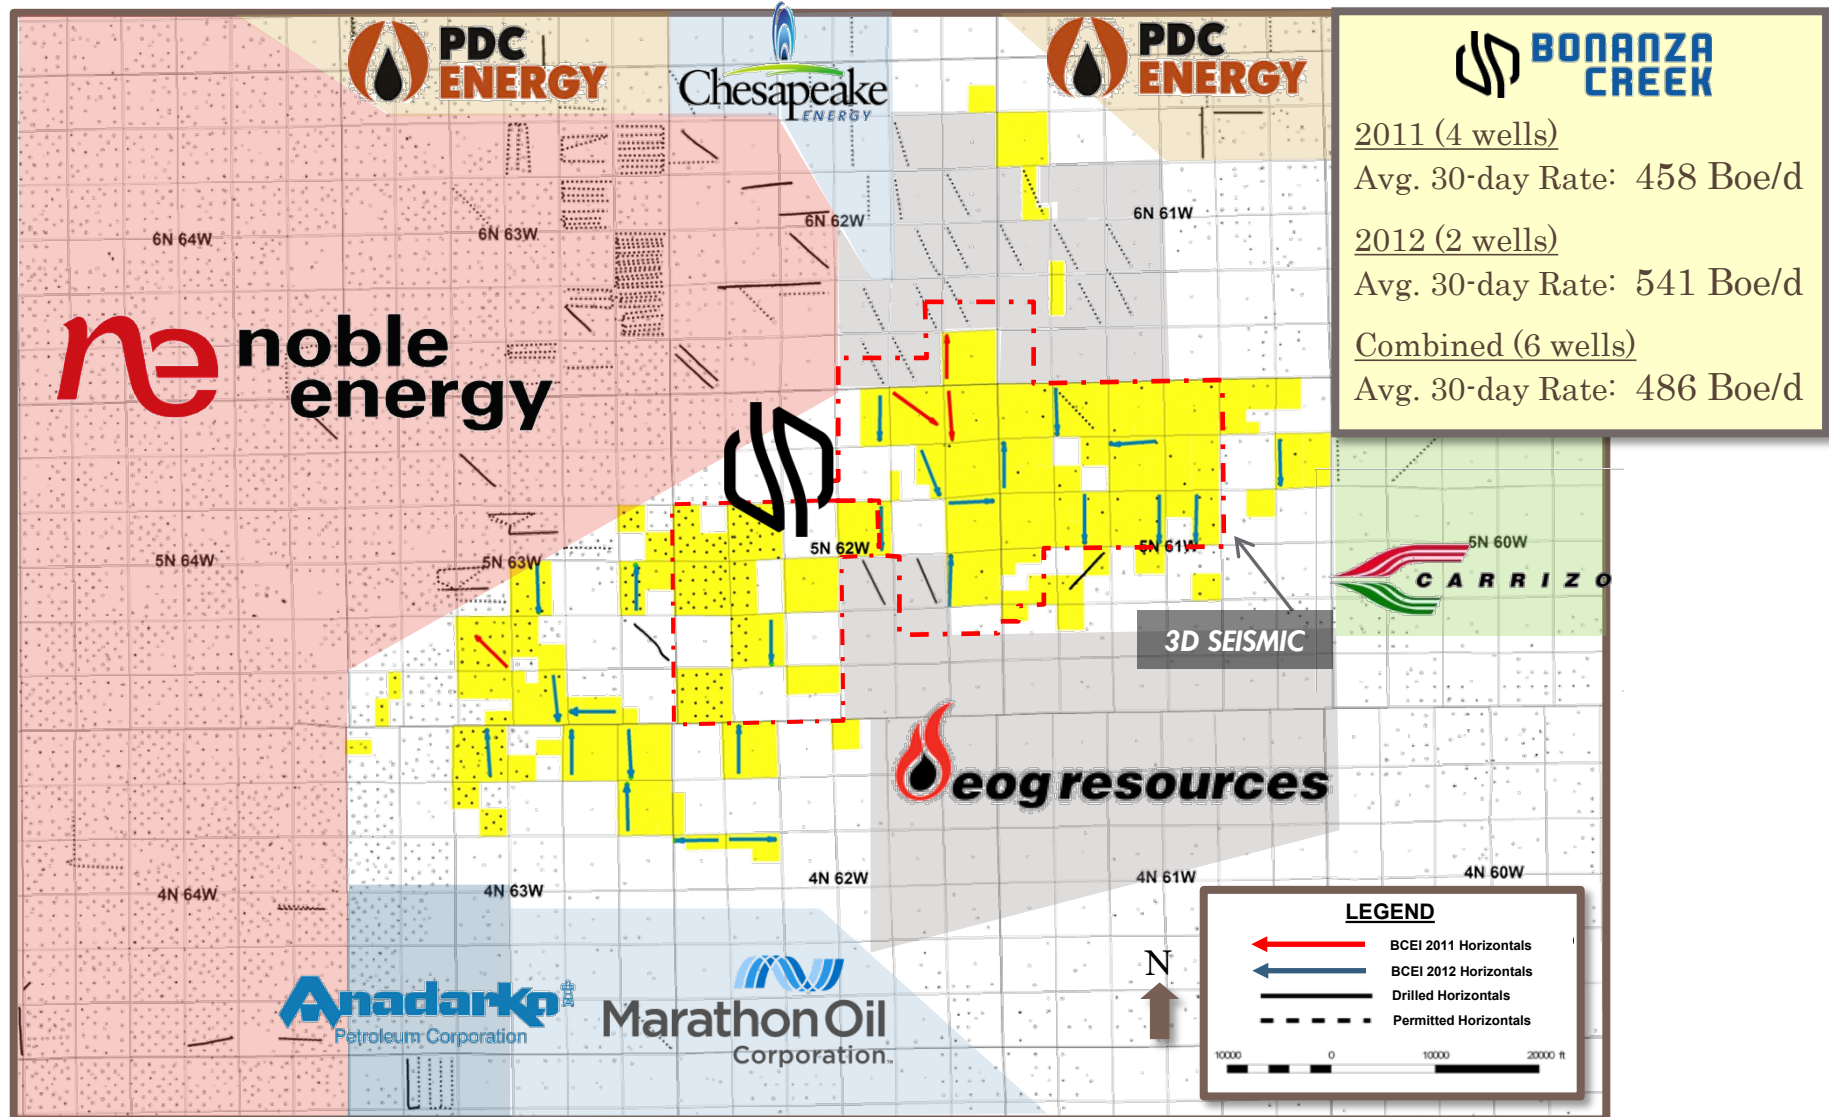 PDC
ENERGY
Chesapeake
ENERGY
PDC
ENERGY
BONANZA
CREEK
2011 (4 wells)
Avg. 30-day Rate: 458 Boe/d
2012 (2 wells)
Avg. 30-day Rate: 541 Boe/d
Combined (6 wells)
Avg. 30-day Rate: 486 Boe/d
6N 64W
6N 63W
6N 62W
6N 61W
ne noble
energy
5N 64W
5N 63W
5N 62W
5N 61W
5N 60W
CARRIZO
3D SEISMIC
eog resources
4N 64W
4N 63W
4N 62W
4N 61W
4N 60W
Anadarko
Petroleum Corporation
Marathon Oil
Corporation
N
LEGEND
BCEI 2011 Horizontals
BCEI 2012 Horizontals
Drilled Horizontals
Permitted Horizontals
10000 0 10000 20000 ft